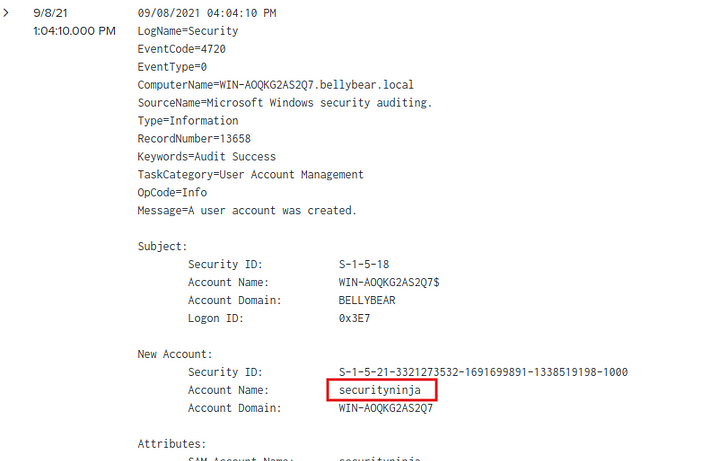 9/8/21 09/08/2021 04:04:10 PM
1:04:10.000 PM LogName=Security
EventCode=4720
EventType=0
ComputerName=WIN-AOQKG2AS2Q7.bellybear.local
SourceName=Microsoft Windows security auditing.
Type=Information
RecordNumber=13658
Keywords=Audit Success
TaskCategory=User Account Management
OpCode=Info
Message=A user account was created.
Subject:
Security ID: S-1-5-18
Account Name: WIN-AOQKG2AS2Q7$
Account Domain: BELLYBEAR
Logon ID: 0x3E7
New Account:
Security ID: S-1-5-21-3321273532-1691699891-1338519198-1000
Account Name: securityninja
Account Domain: WIN-AOQKG2AS2Q7
Attributes:
SAM Account Name: securityninja